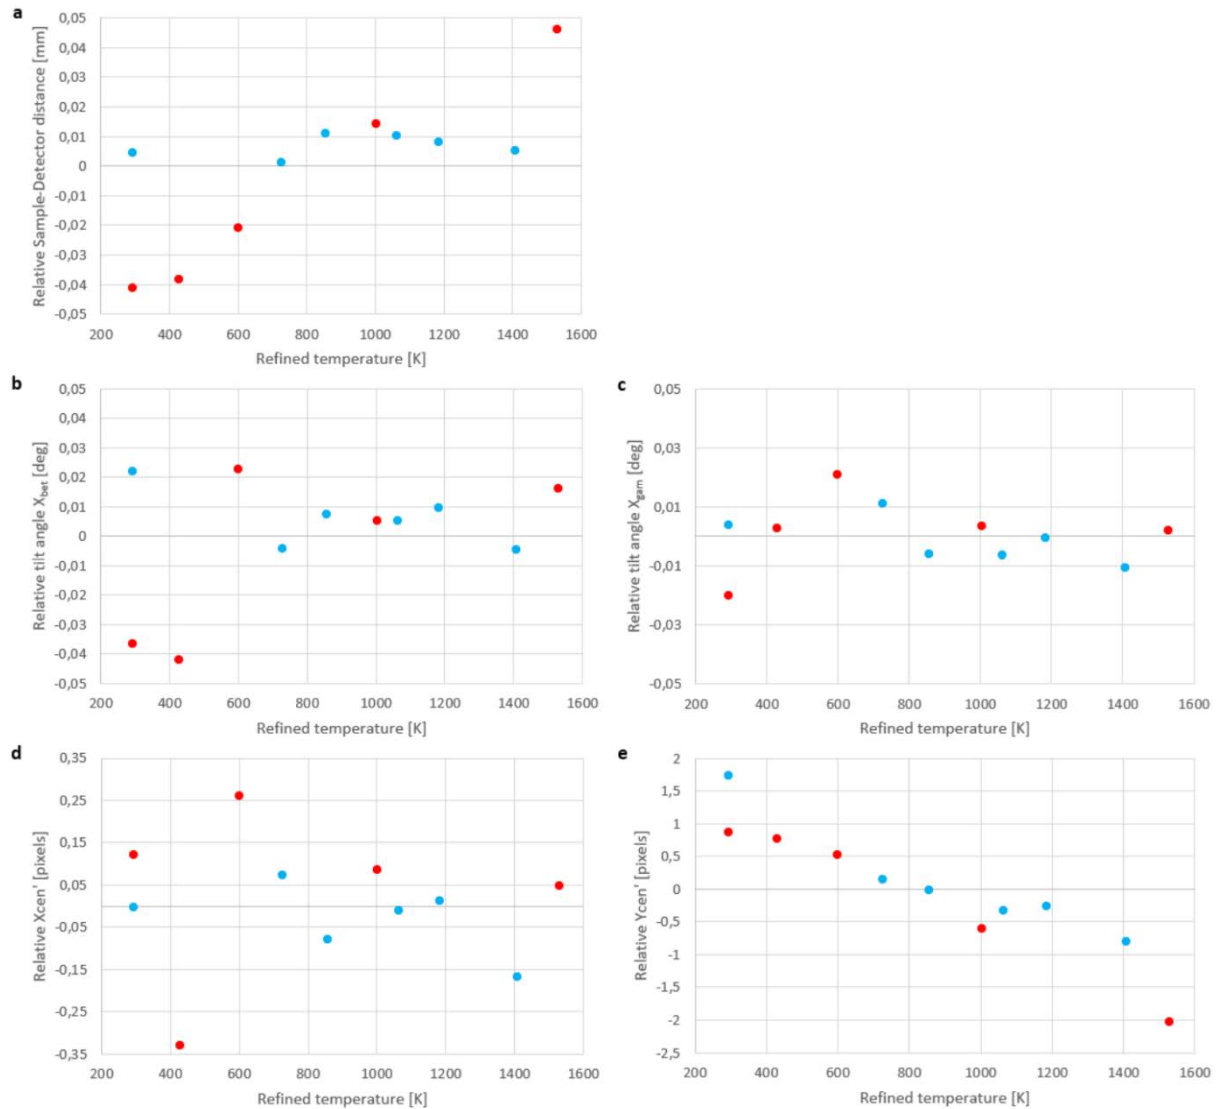 a
Relative Sample-Detector distance [mm]
0,05
0,04
0,03
0,02
0,01
0
-0,01
-0,02
-0,03
-0,04
-0,05
200 400 600 800 1000 1200 1400 1600
Refined temperature [K]
b
Relative tilt angle Xbet [deg]
0,05
0,04
0,03
0,02
0,01
0
-0,01
-0,02
-0,03
-0,04
-0,05
200 400 600 800 1000 1200 1400 1600
Refined temperature [K]
c
Relative tilt angle Xgam [deg]
0,05
0,03
0,01
-0,01
-0,03
-0,05
200 400 600 800 1000 1200 1400 1600
Refined temperature [K]
d
Relative Xcen' [pixels]
0,35
0,25
0,15
0,05
-0,05
-0,15
-0,25
-0,35
200 400 600 800 1000 1200 1400 1600
Refined temperature [K]
e
Relative Ycen' [pixels]
2
1,5
1
0,5
0
-0,5
-1
-1,5
-2
-2,5
200 400 600 800 1000 1200 1400 1600
Refined temperature [K]